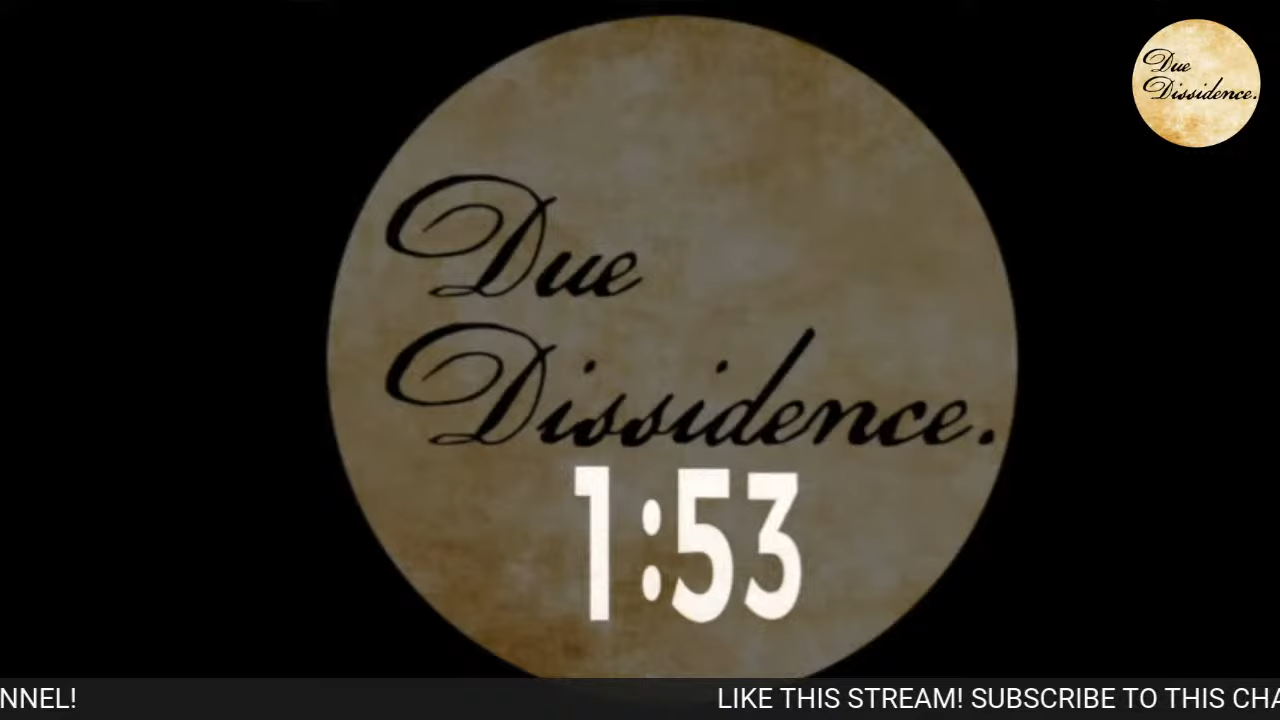 Due
Dissidence.
Due
Dissidence.
1:53
NNEL!
LIKE THIS STREAM! SUBSCRIBE TO THIS CHA